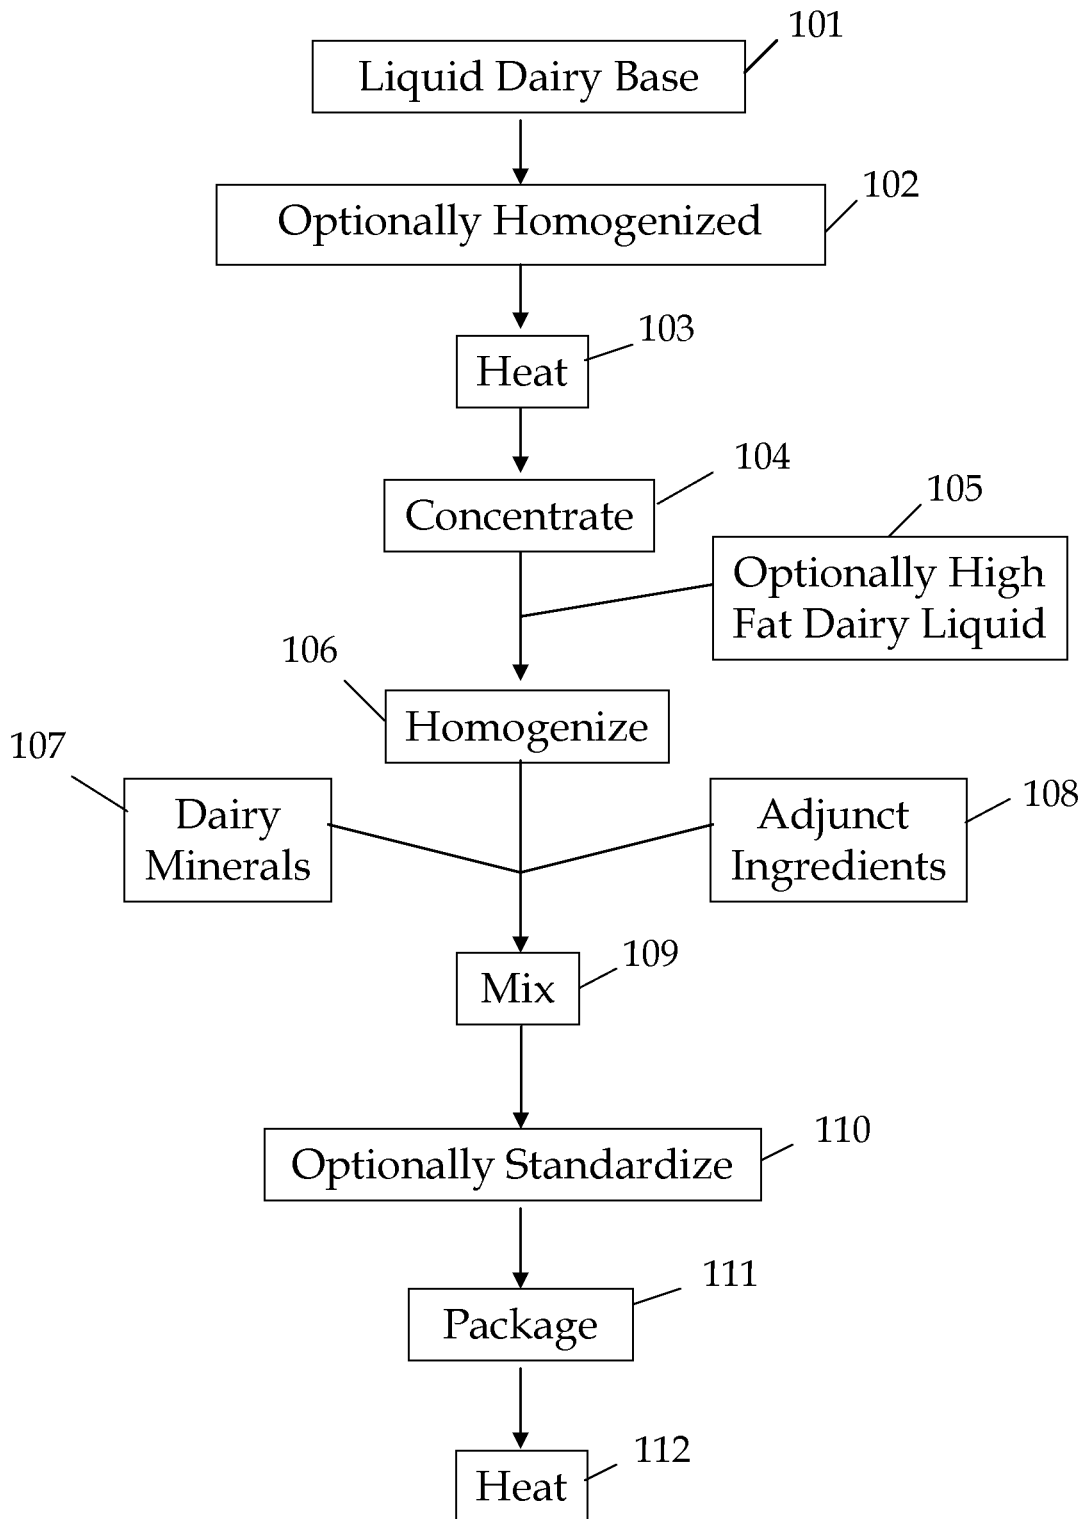 101
Liquid Dairy Base
102
Optionally Homogenized
103
Heat
104
Concentrate
105
Optionally High
Fat Dairy Liquid
106
Homogenize
107
Dairy
Minerals
108
Adjunct
Ingredients
109
Mix
110
Optionally Standardize
111
Package
112
Heat